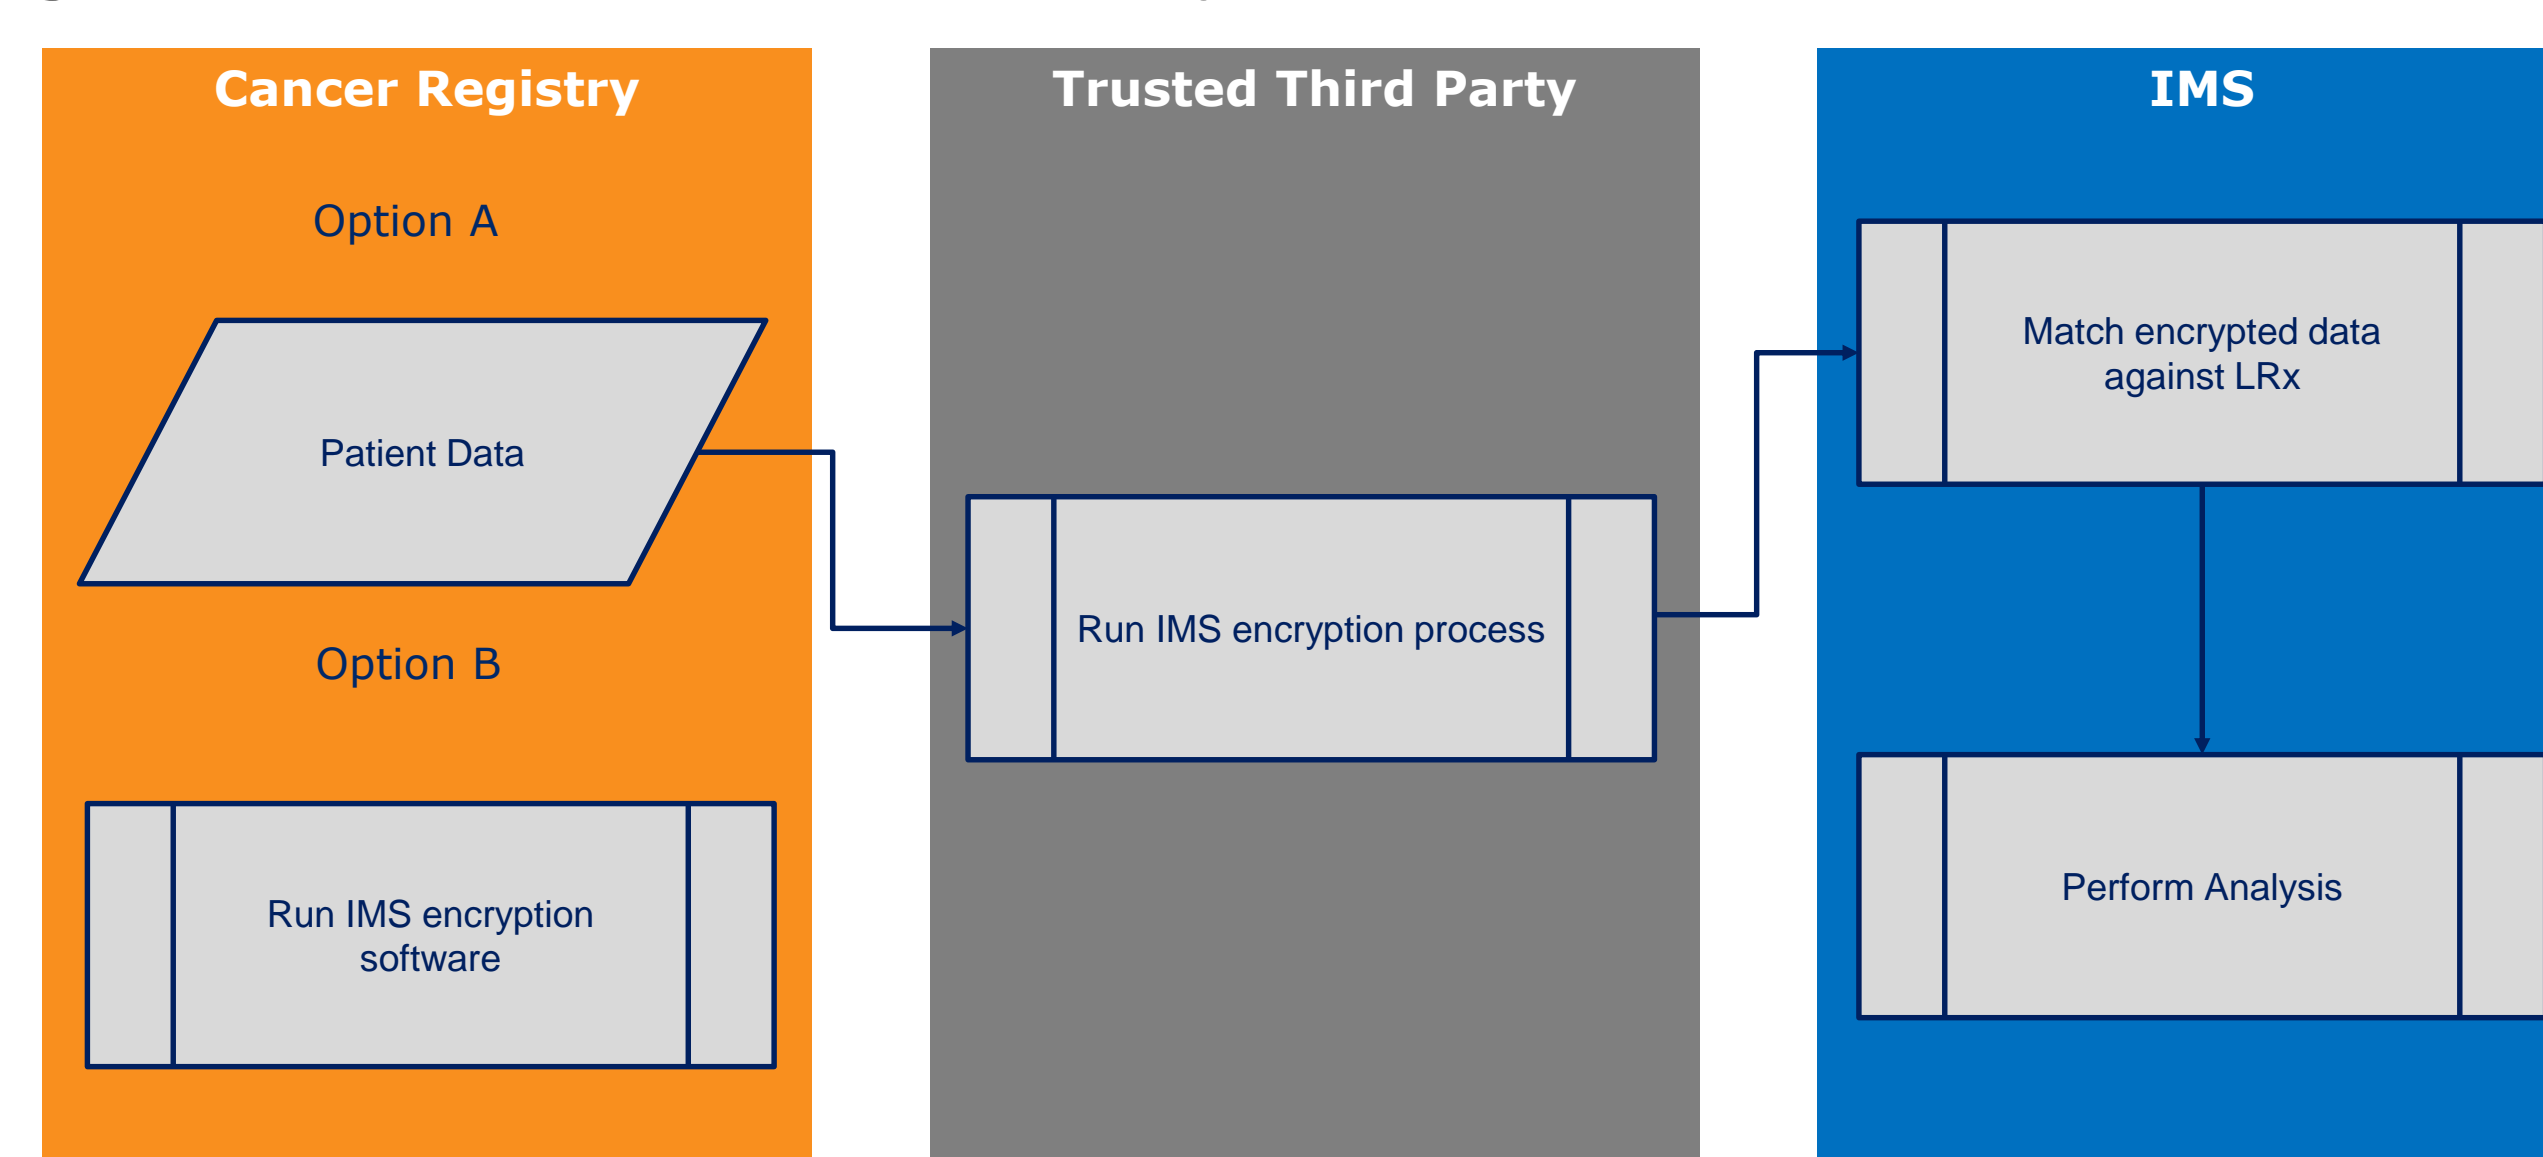 Cancer Registry
Option A
Patient Data
Option B
Run IMS encryption
software
Trusted Third Party
Run IMS encryption process
IMS
Match encrypted data
against LRx
Perform Analysis